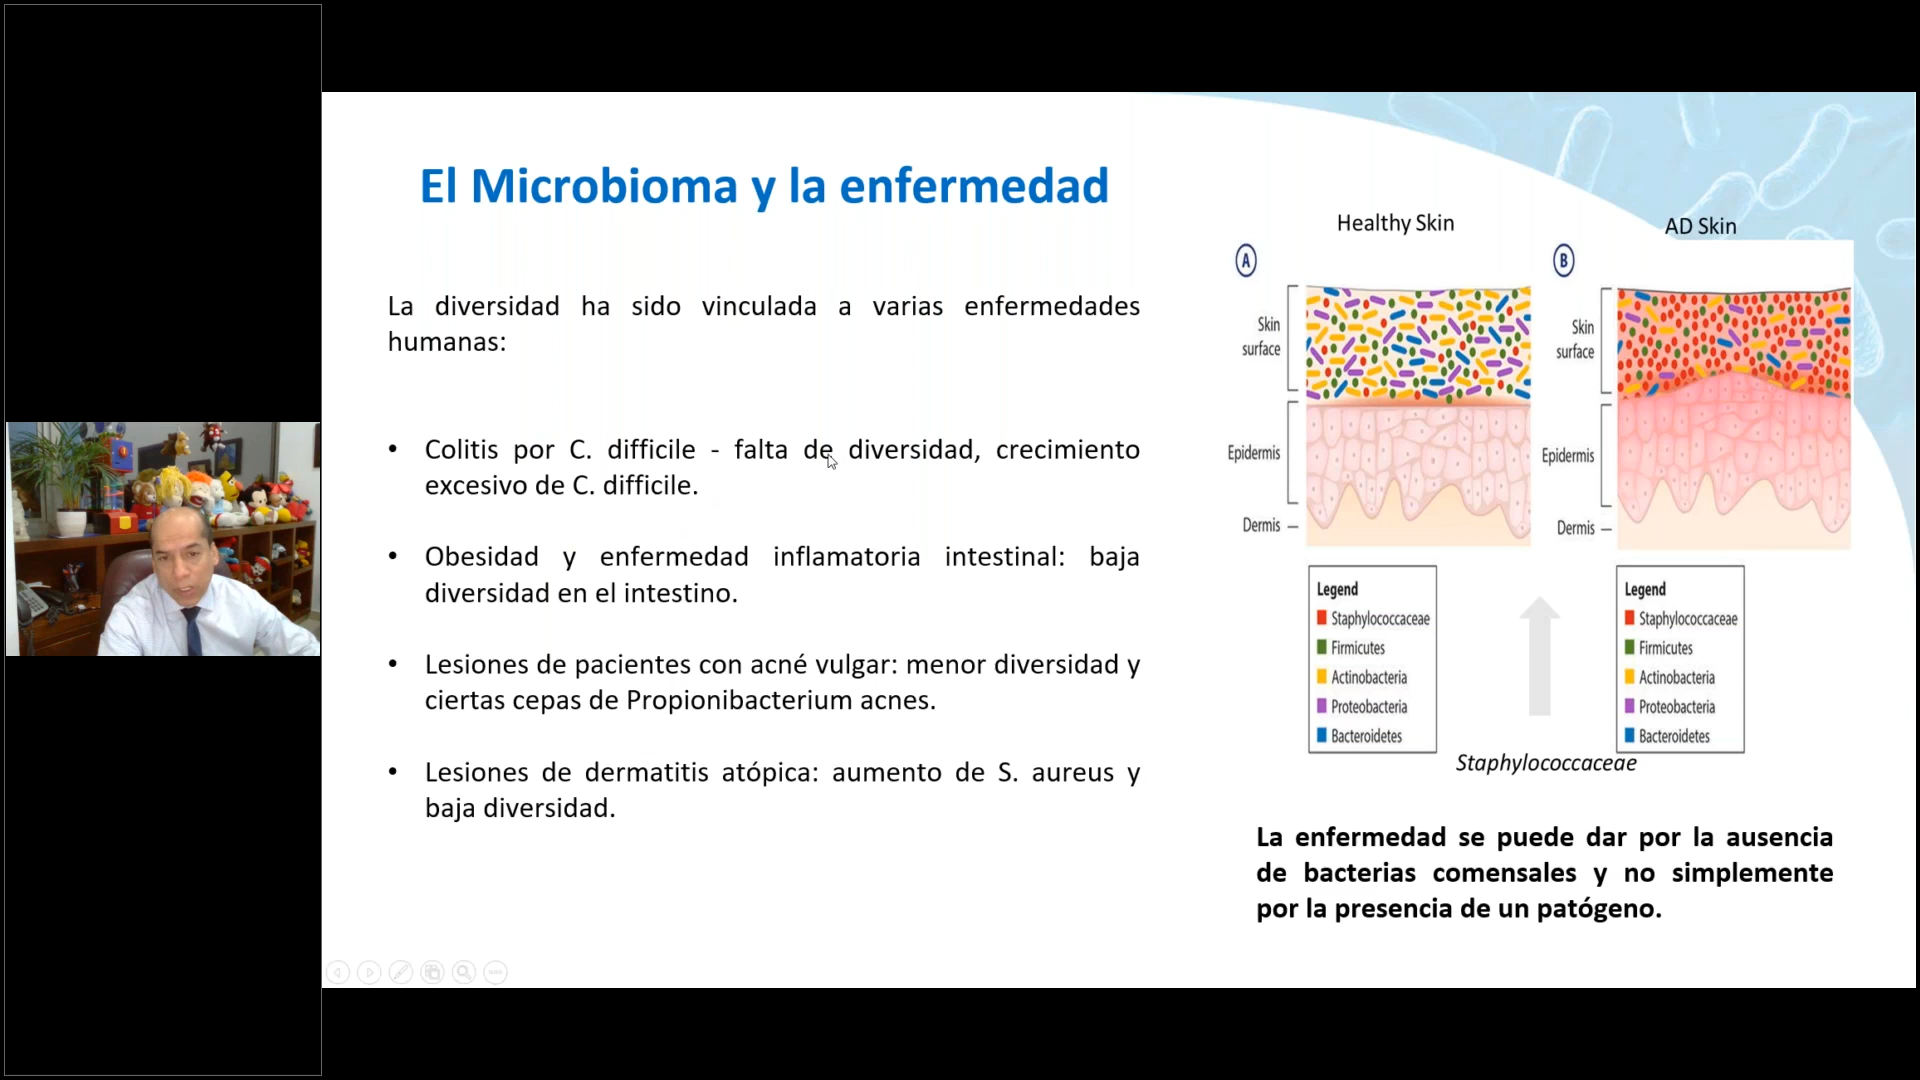 El Microbioma y la enfermedad
La diversidad ha sido vinculada a varias enfermedades
humanas:
• Colitis por C. difficile - falta de diversidad, crecimiento
excesivo de C. difficile.
• Obesidad y enfermedad inflamatoria intestinal: baja
diversidad en el intestino.
• Lesiones de pacientes con acné vulgar: menor diversidad y
ciertas cepas de Propionibacterium acnes.
• Lesiones de dermatitis atópica: aumento de S. aureus y
baja diversidad.
Healthy Skin
A
Skin
surface
Epidermis
Dermis
Legend
Staphylococcaceae
Firmicutes
Actinobacteria
Proteobacteria
Bacteroidetes
AD Skin
B
Skin
surface
Epidermis
Dermis
Legend
Staphylococcaceae
Firmicutes
Actinobacteria
Proteobacteria
Bacteroidetes
Staphylococcaceae
La enfermedad se puede dar por la ausencia
de bacterias comensales y no simplemente
por la presencia de un patógeno.